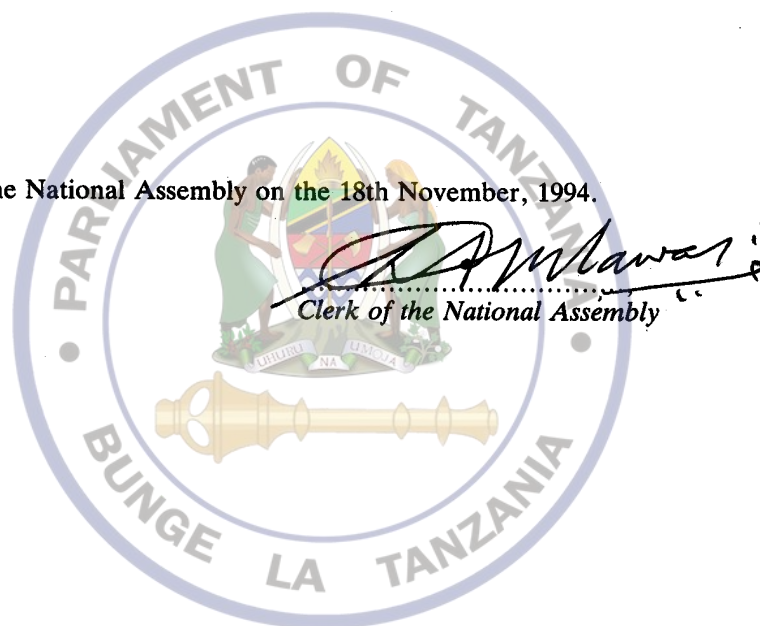 PARLIAMENT OF TANZANIA
he National Assembly on the 18th November, 1994.
Clerk of the National Assembly
UHURU NA UMOJA
BUNGE LA TANZANIA